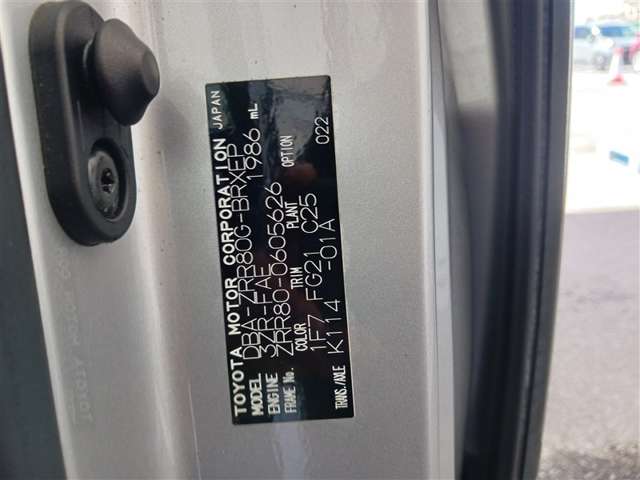 TOYOTA MOTOR CORPORATION JAPAN
MODEL DBA-ZRR80G-BRXEP
ENGINE 3ZR-FAE 1986 mL
FRAME No. ZRR80-0605626
COLOR TRIM PLANT OPTION
1F7 FG21 C25 022
TRANS./AXLE K114 -01A